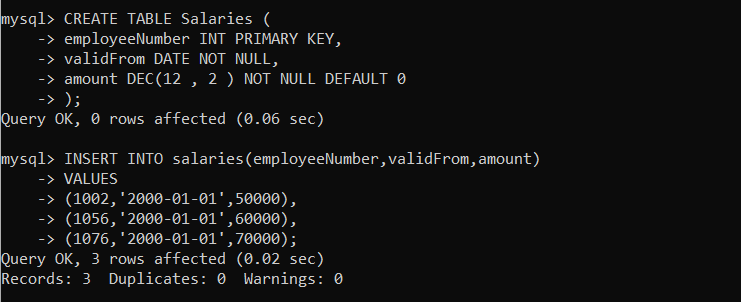 mysql> CREATE TABLE Salaries (
    -> employeeNumber INT PRIMARY KEY,
    -> validFrom DATE NOT NULL,
    -> amount DEC(12 , 2 ) NOT NULL DEFAULT 0
    -> );
Query OK, 0 rows affected (0.06 sec)

mysql> INSERT INTO salaries(employeeNumber,validFrom,amount)
    -> VALUES
    -> (1002,'2000-01-01',50000),
    -> (1056,'2000-01-01',60000),
    -> (1076,'2000-01-01',70000);
Query OK, 3 rows affected (0.02 sec)
Records: 3  Duplicates: 0  Warnings: 0